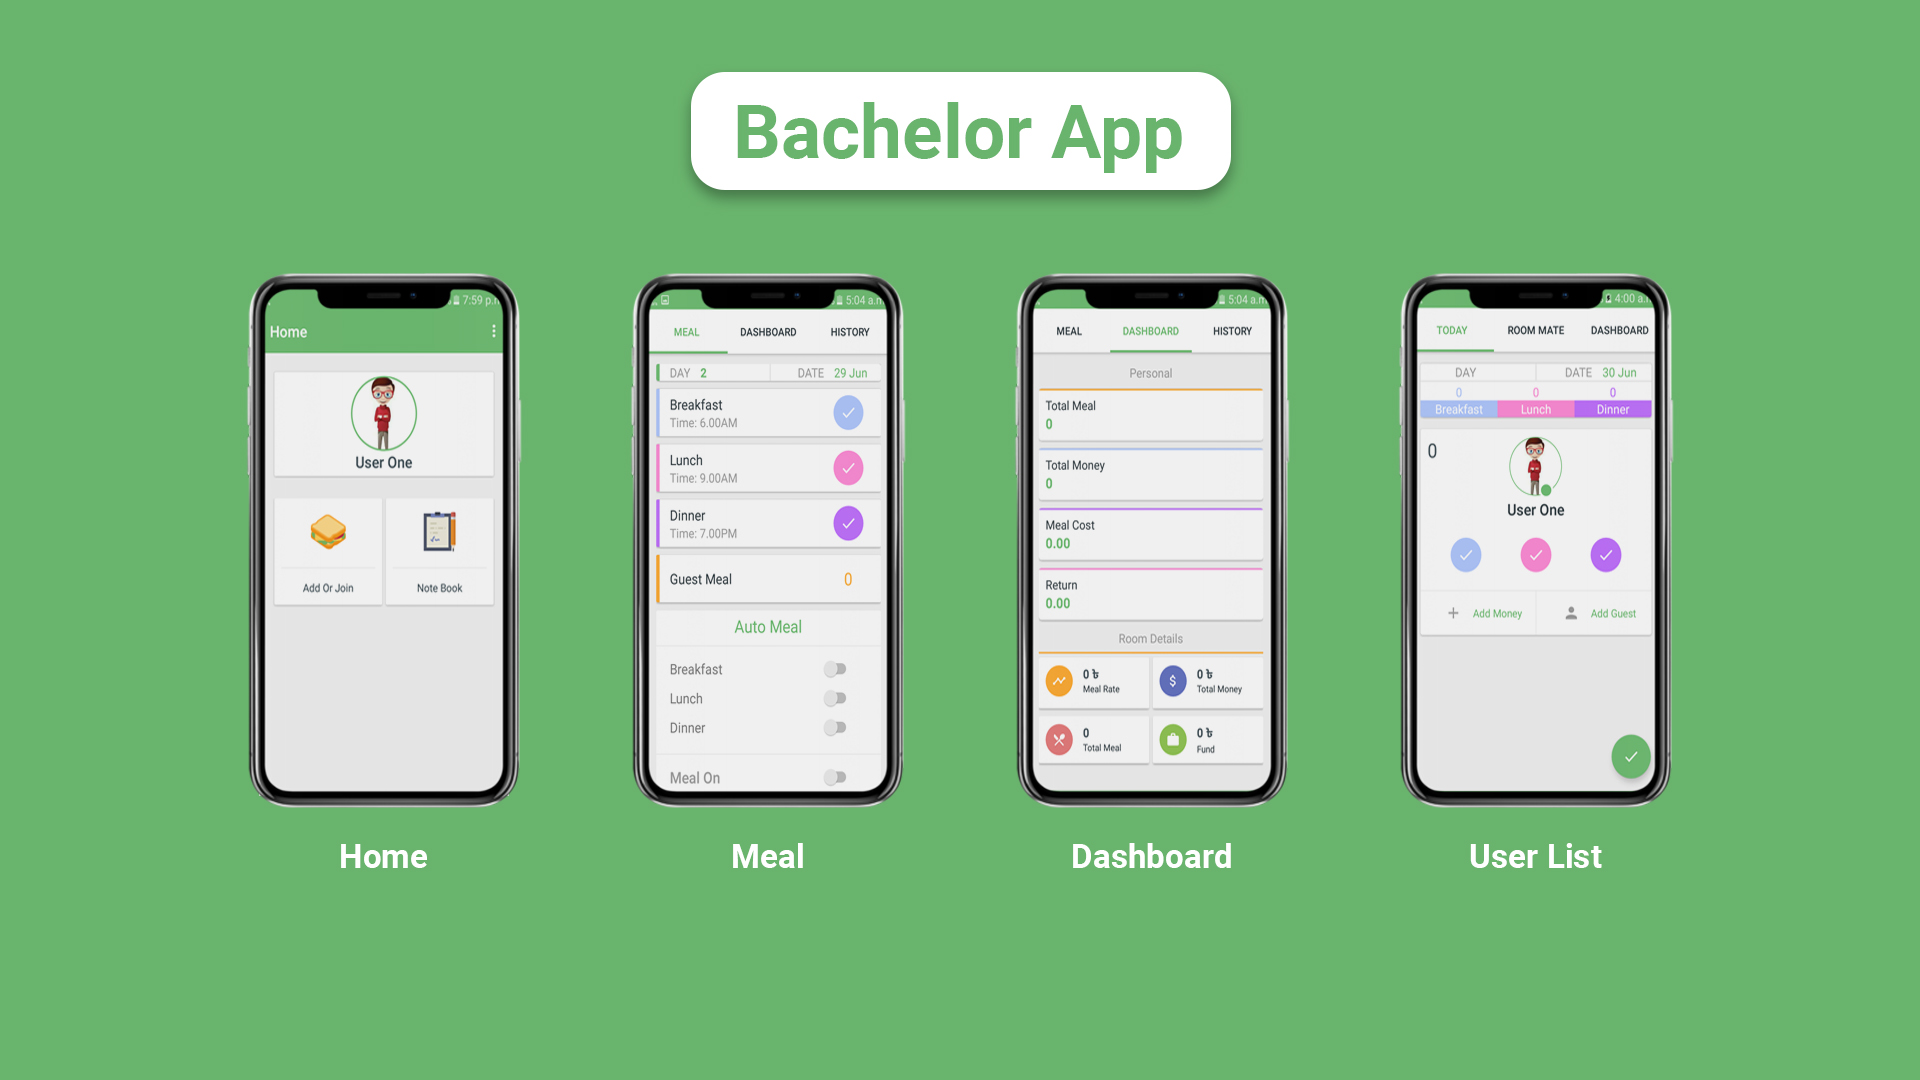 Bachelor App
7:59 p.
Home
User One
Add Or Join
Note Book
Home
5:04 a.
MEAL DASHBOARD HISTORY
DAY 2 DATE 29 Jun
Breakfast
Time: 6.00AM
Lunch
Time: 9.00AM
Dinner
Time: 7.00PM
Guest Meal 0
Auto Meal
Breakfast
Lunch
Dinner
Meal On
Meal
5:04 a.
MEAL DASHBOARD HISTORY
Personal
Total Meal
0
Total Money
0
Meal Cost
0.00
Return
0.00
Room Details
0 ৳
Meal Rate
0 ৳
Total Money
0
Total Meal
0 ৳
Fund
Dashboard
4:00 a.
TODAY ROOM MATE DASHBOARD
DAY DATE 30 Jun
0 0 0
Breakfast Lunch Dinner
0
User One
Add Money Add Guest
User List